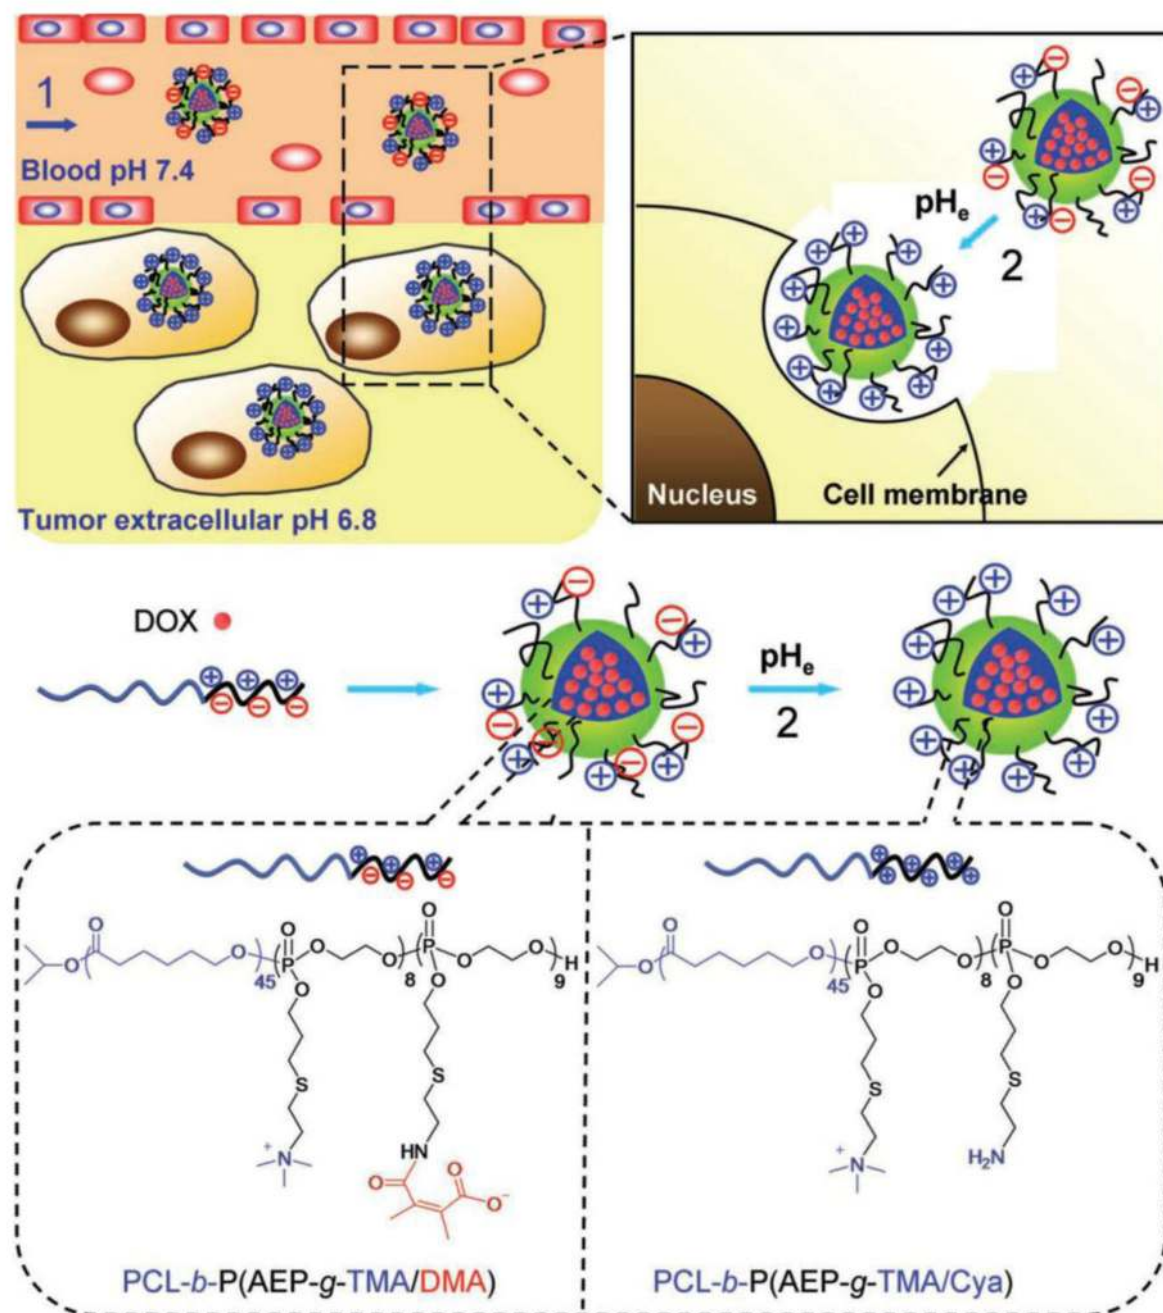 1
Blood pH 7.4
Tumor extracellular pH 6.8
pHe
2
Nucleus
Cell membrane
DOX
pHe
2
O
O
O
45
O
P
O
O
O
8
O
P
O
O
O
9
H
S
S
N
+
HN
O
O
O-
PCL-b-P(AEP-g-TMA/DMA)
O
O
O
45
O
P
O
O
O
8
O
P
O
O
O
9
H
S
S
N
+
H2N
PCL-b-P(AEP-g-TMA/Cya)